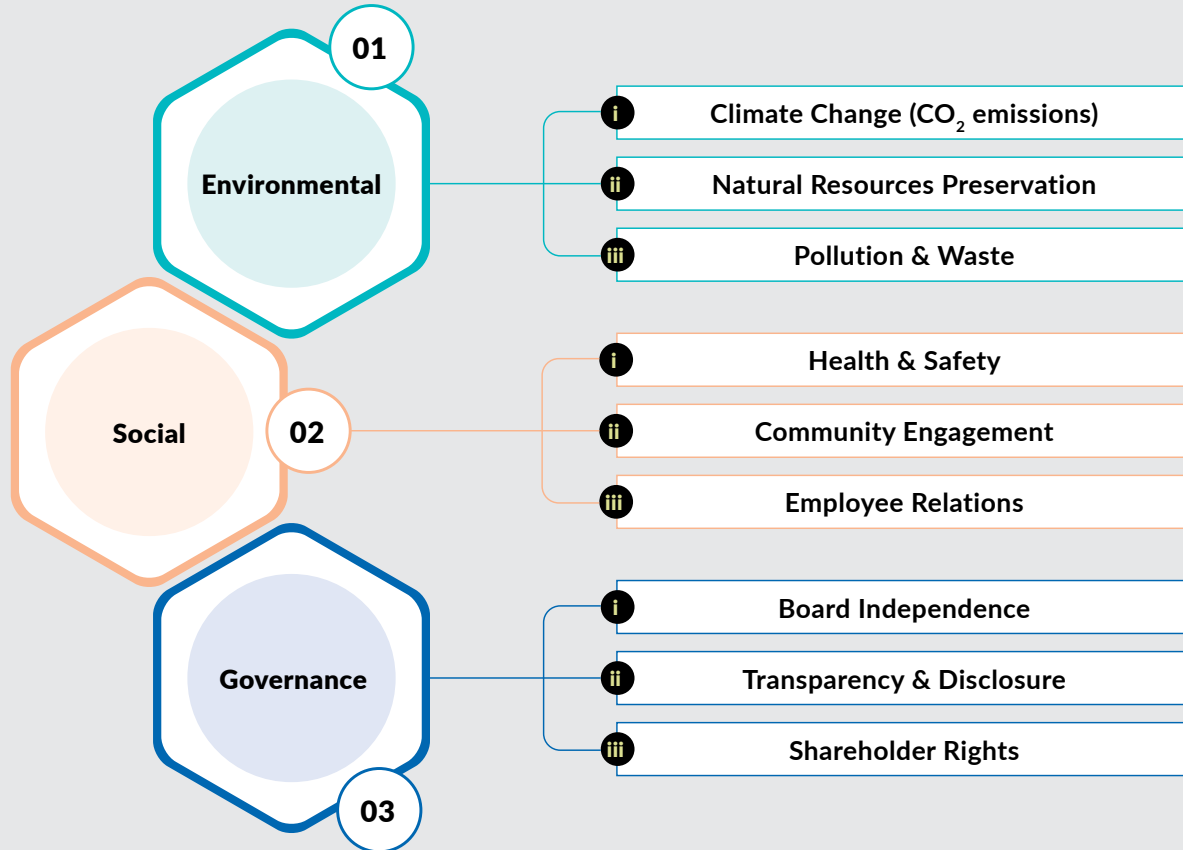 01
Environmental
i
Climate Change (CO₂ emissions)
ii
Natural Resources Preservation
iii
Pollution & Waste
02
Social
i
Health & Safety
ii
Community Engagement
iii
Employee Relations
03
Governance
i
Board Independence
ii
Transparency & Disclosure
iii
Shareholder Rights